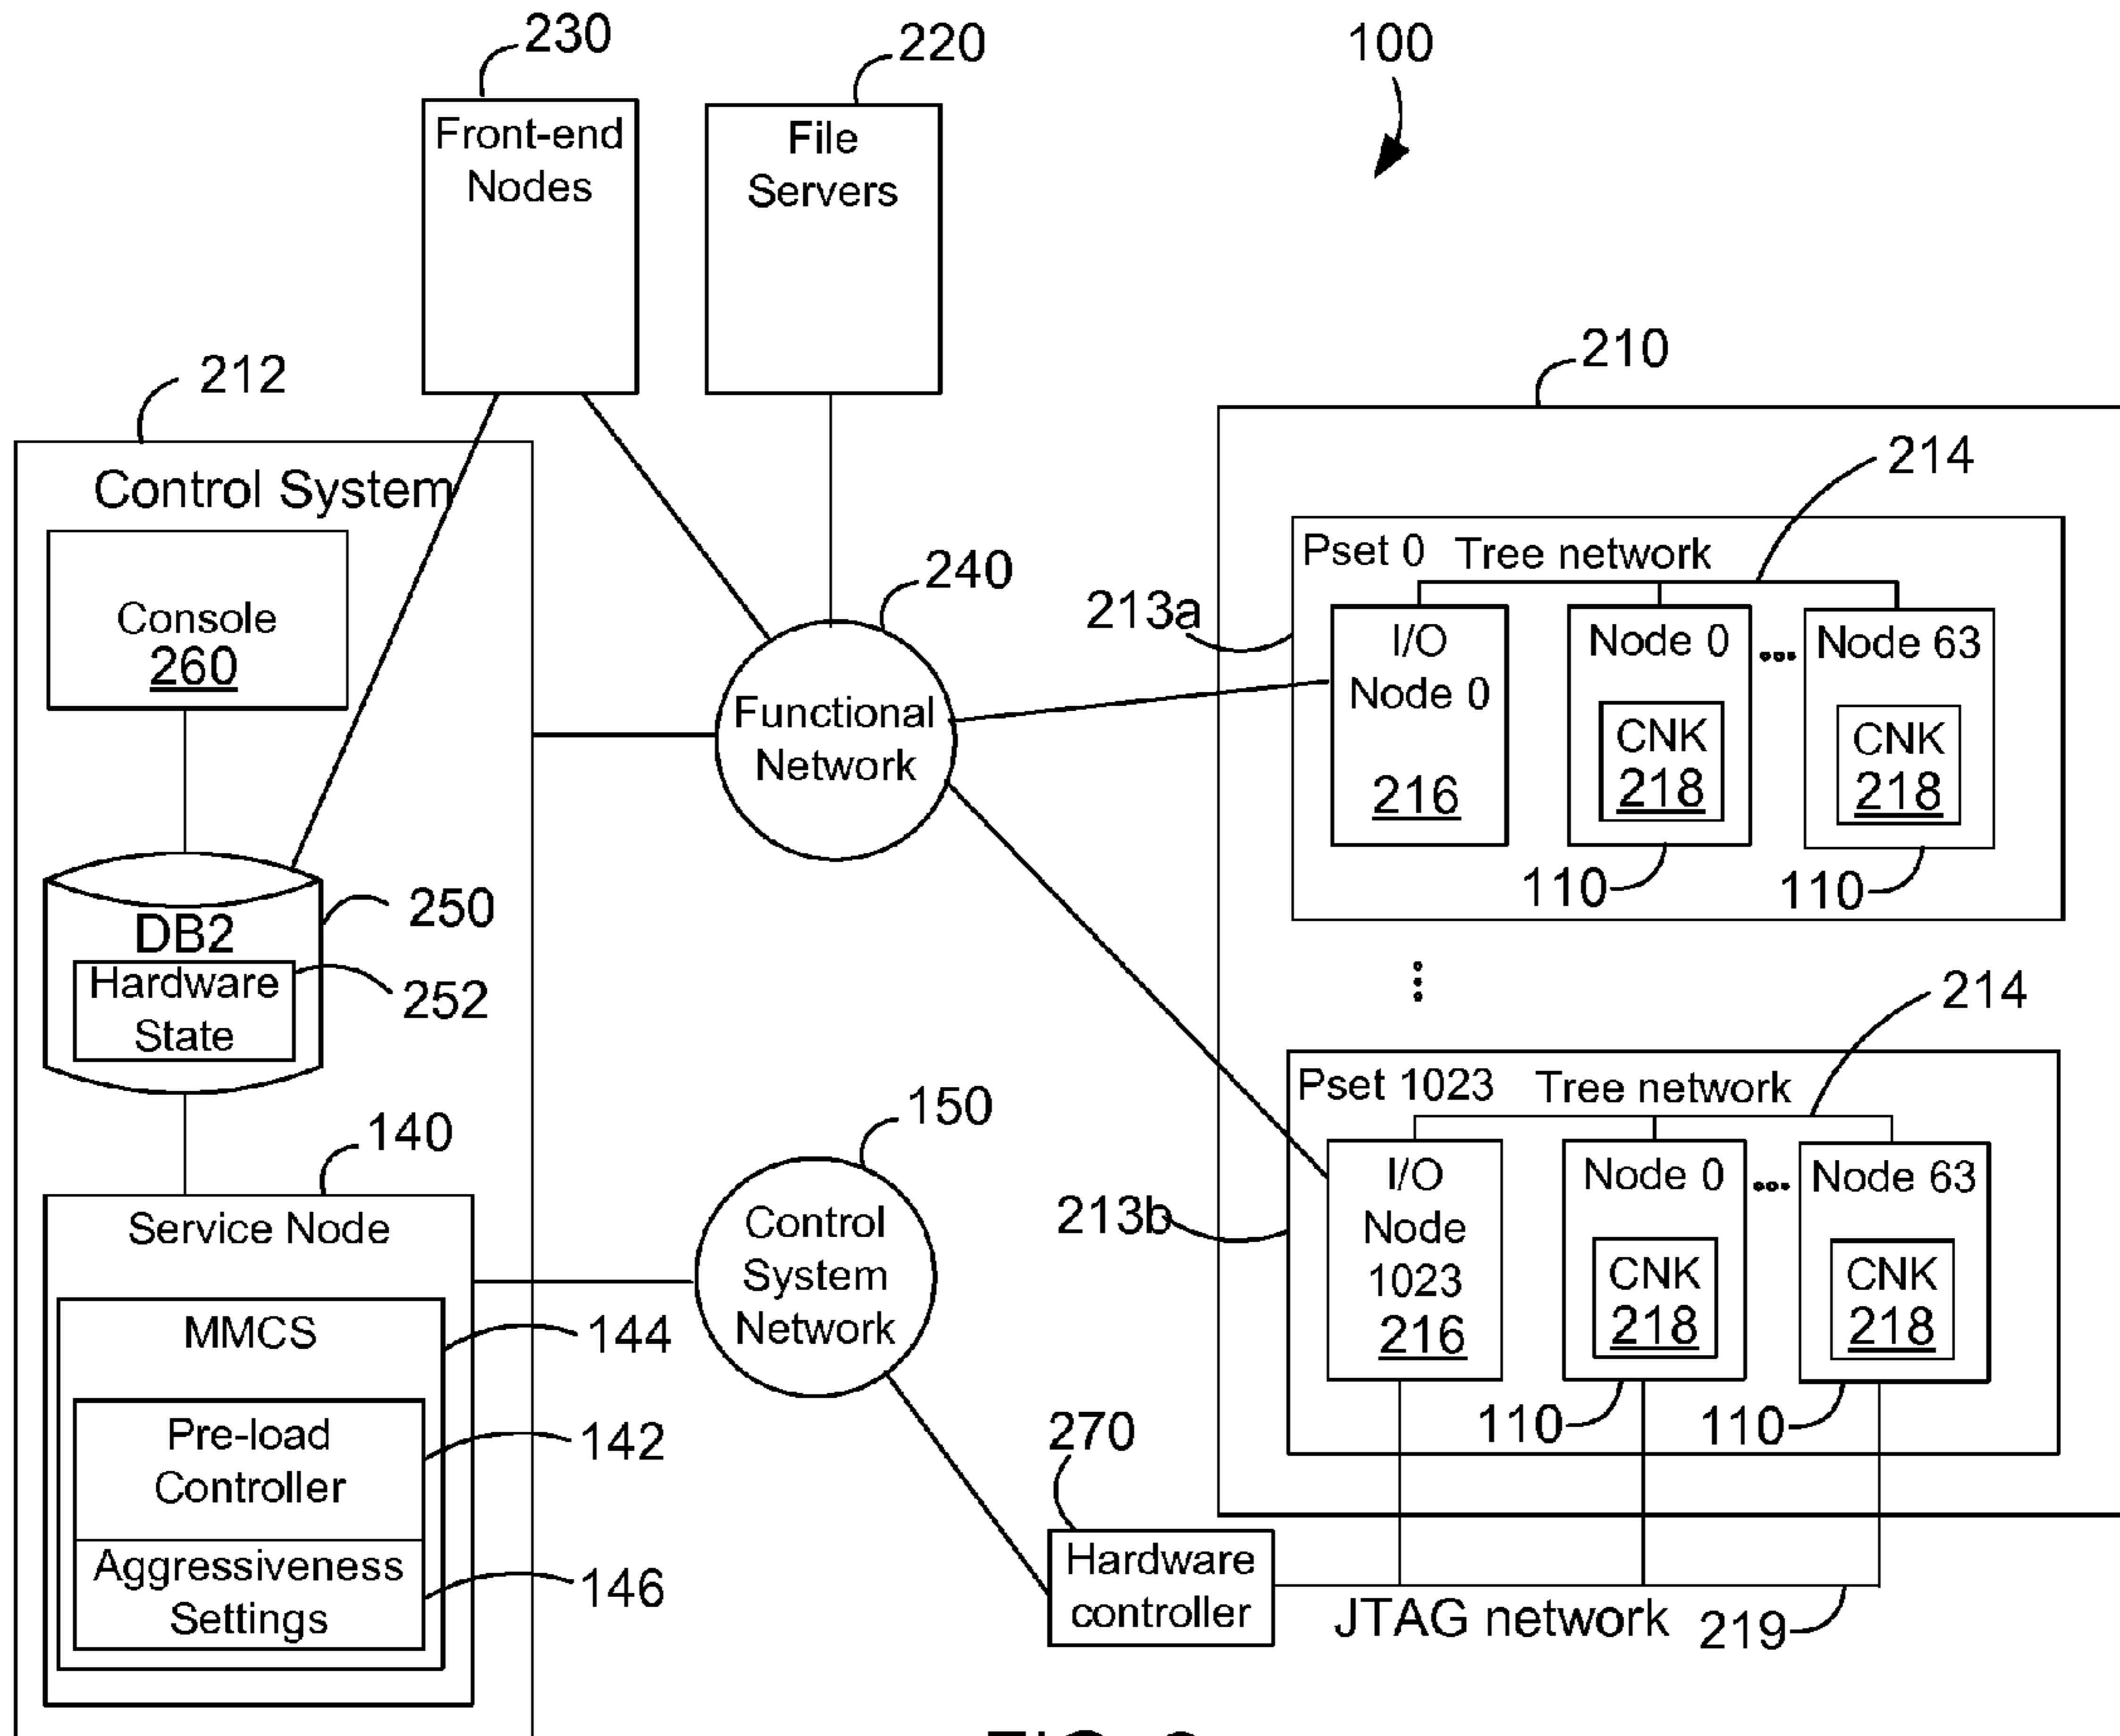 230
220
100
Front-end
Nodes
File
Servers
212
210
Control System
214
Console
260
240
213a
Pset 0 Tree network
I/O
Node 0
216
Node 0
CNK
218
...
Node 63
CNK
218
110
110
Functional
Network
DB2
250
Hardware
State
252
214
150
140
Pset 1023 Tree network
213b
I/O
Node
1023
216
Node 0
CNK
218
...
Node 63
CNK
218
110
110
Service Node
Control
System
Network
MMCS
144
Pre-load
Controller
142
Aggressiveness
Settings
146
270
Hardware
controller
JTAG network
219